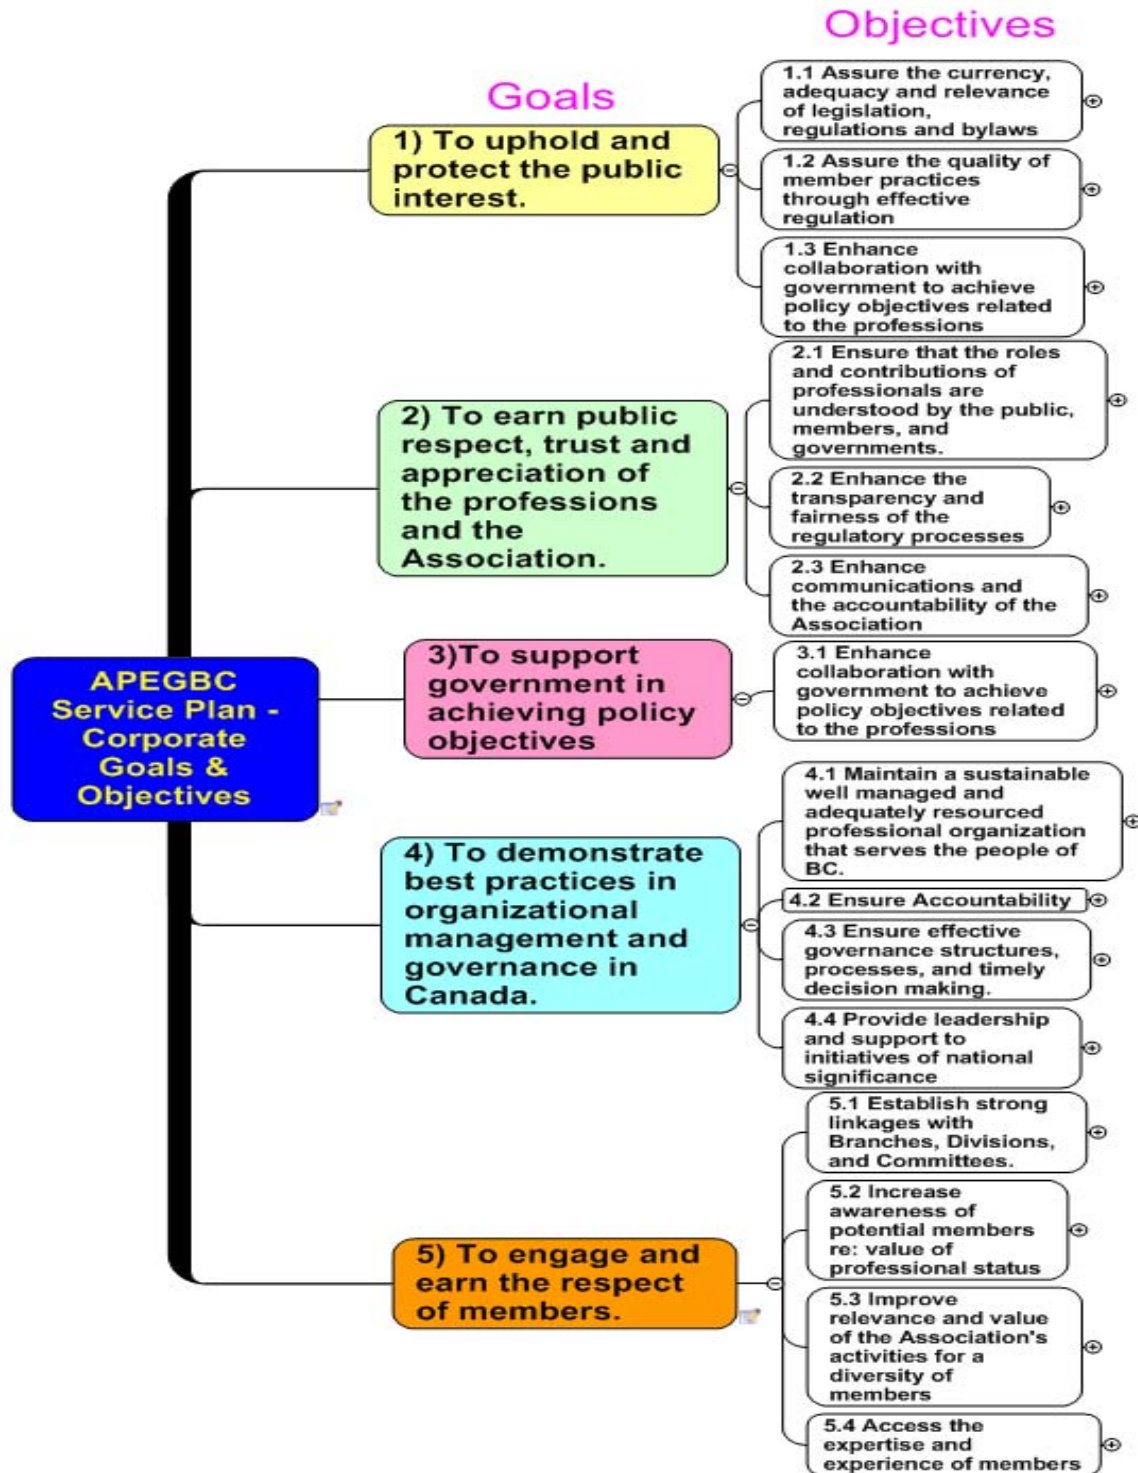 Objectives
Goals
APEGBC
Service Plan -
Corporate
Goals &
Objectives
1) To uphold and
protect the public
interest.
1.1 Assure the currency,
adequacy and relevance
of legislation,
regulations and bylaws
1.2 Assure the quality of
member practices
through effective
regulation
1.3 Enhance
collaboration with
government to achieve
policy objectives related
to the professions
2) To earn public
respect, trust and
appreciation of
the professions
and the
Association.
2.1 Ensure that the roles
and contributions of
professionals are
understood by the public,
members, and
governments.
2.2 Enhance the
transparency and
fairness of the
regulatory processes
2.3 Enhance
communications and
the accountability of the
Association
3)To support
government in
achieving policy
objectives
3.1 Enhance
collaboration with
government to achieve
policy objectives related
to the professions
4) To demonstrate
best practices in
organizational
management and
governance in
Canada.
4.1 Maintain a sustainable
well managed and
adequately resourced
professional organization
that serves the people of
BC.
4.2 Ensure Accountability
4.3 Ensure effective
governance structures,
processes, and timely
decision making.
4.4 Provide leadership
and support to
initiatives of national
significance
5) To engage and
earn the respect
of members.
5.1 Establish strong
linkages with
Branches, Divisions,
and Committees.
5.2 Increase
awareness of
potential members
re: value of
professional status
5.3 Improve
relevance and value
of the Association's
activities for a
diversity of
members
5.4 Access the
expertise and
experience of members